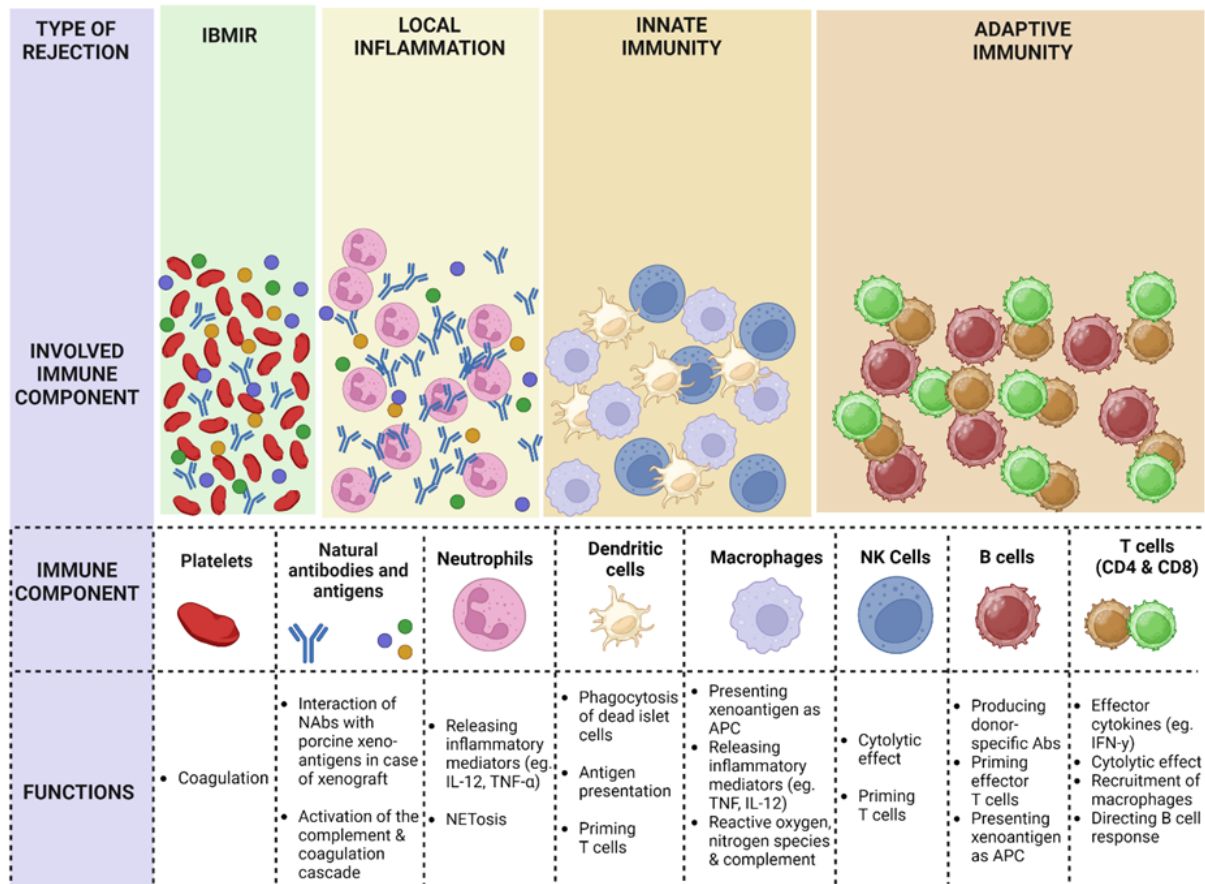 TYPE OF
REJECTION
IBMIR
LOCAL
INFLAMMATION
INNATE
IMMUNITY
ADAPTIVE
IMMUNITY
INVOLVED
IMMUNE
COMPONENT
IMMUNE
COMPONENT
Platelets
Natural
antibodies and
antigens
Neutrophils
Dendritic
cells
Macrophages
NK Cells
B cells
T cells
(CD4 & CD8)
FUNCTIONS
• Coagulation
• Interaction of
NAbs with
porcine xeno-
antigens in case
of xenograft
• Activation of the
complement &
coagulation
cascade
• Releasing
inflammatory
mediators (eg.
IL-12, TNF-α)
• NETosis
• Phagocytosis
of dead islet
cells
• Antigen
presentation
• Priming
T cells
• Presenting
xenoantigen as
APC
• Releasing
inflammatory
mediators (eg.
TNF, IL-12)
• Reactive oxygen,
nitrogen species
& complement
• Cytolytic
effect
• Priming
T cells
• Producing
donor-
specific Abs
• Priming
effector
T cells
• Presenting
xenoantigen
as APC
• Effector
cytokines (eg.
IFN-y)
• Cytolytic effect
• Recruitment of
macrophages
• Directing B cell
response